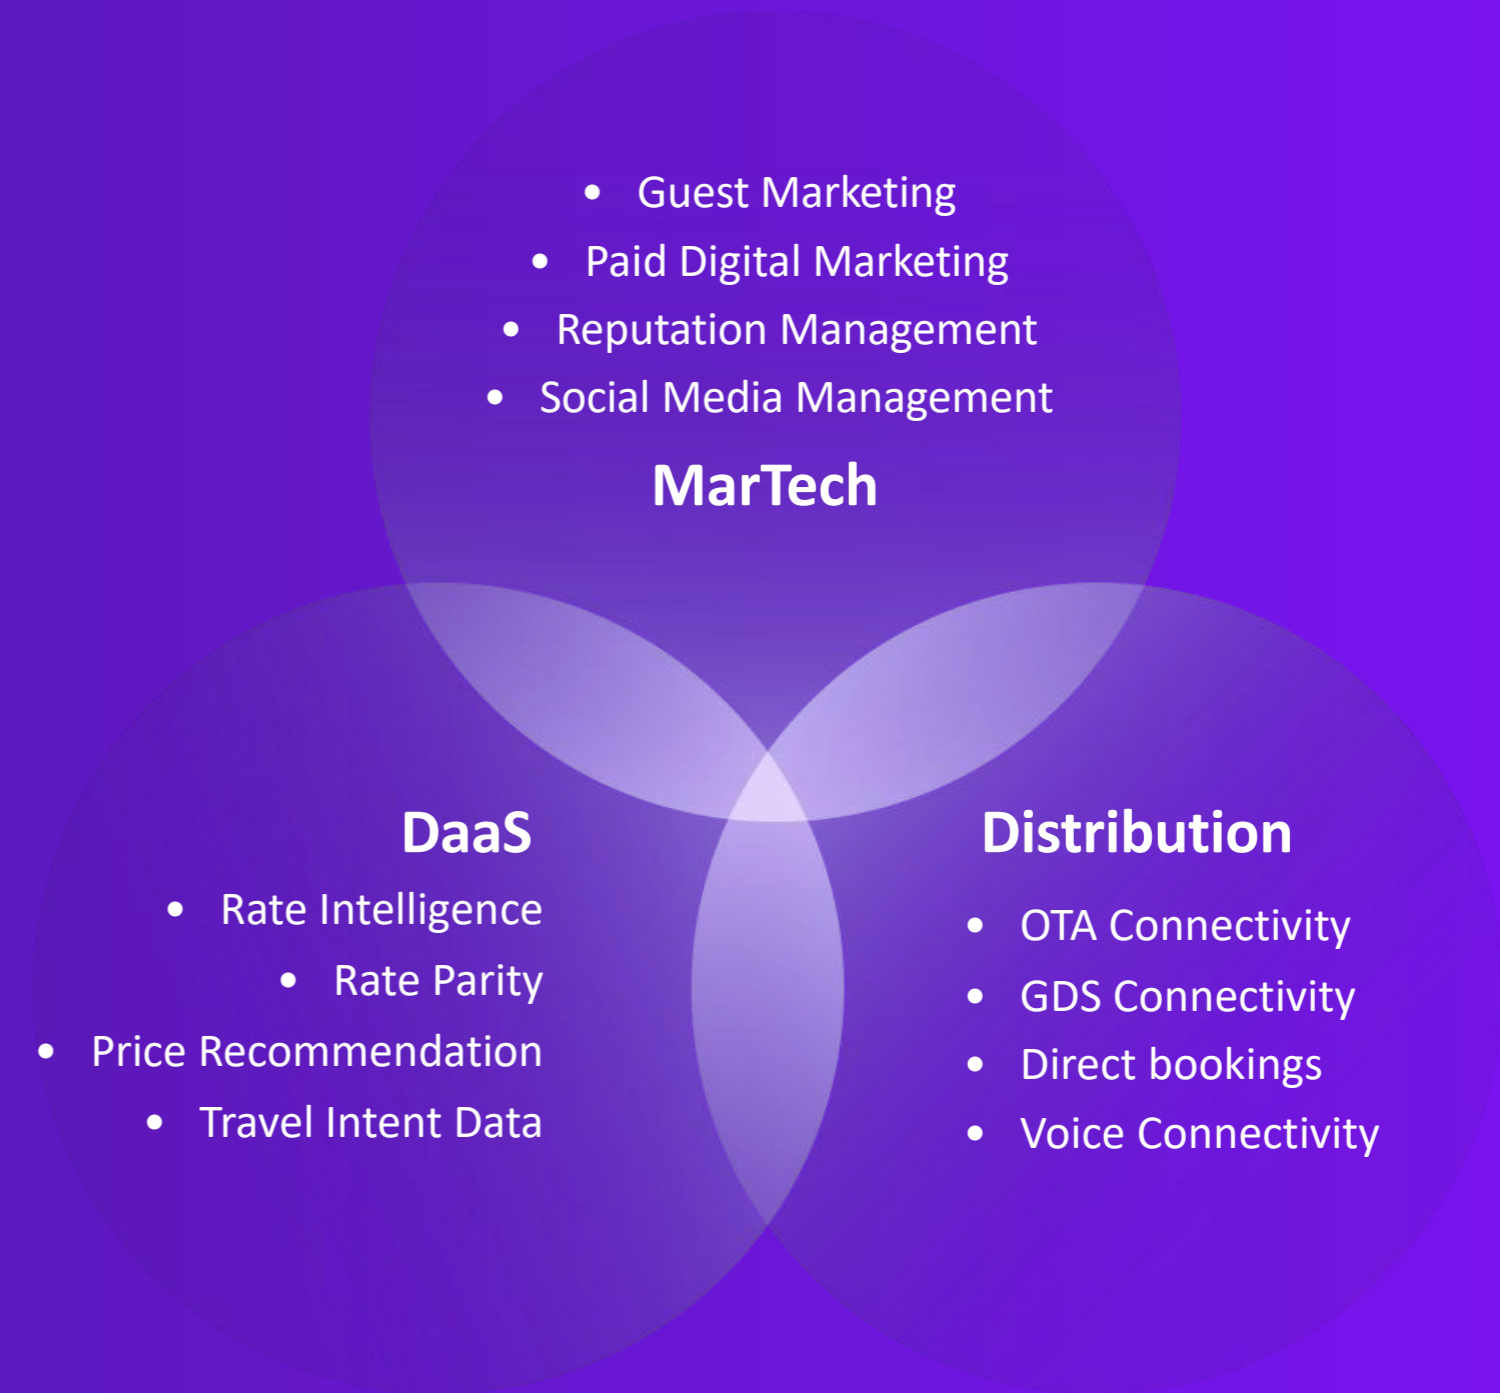 • Guest Marketing
• Paid Digital Marketing
• Reputation Management
• Social Media Management
MarTech
DaaS
• Rate Intelligence
• Rate Parity
• Price Recommendation
• Travel Intent Data
Distribution
• OTA Connectivity
• GDS Connectivity
• Direct bookings
• Voice Connectivity